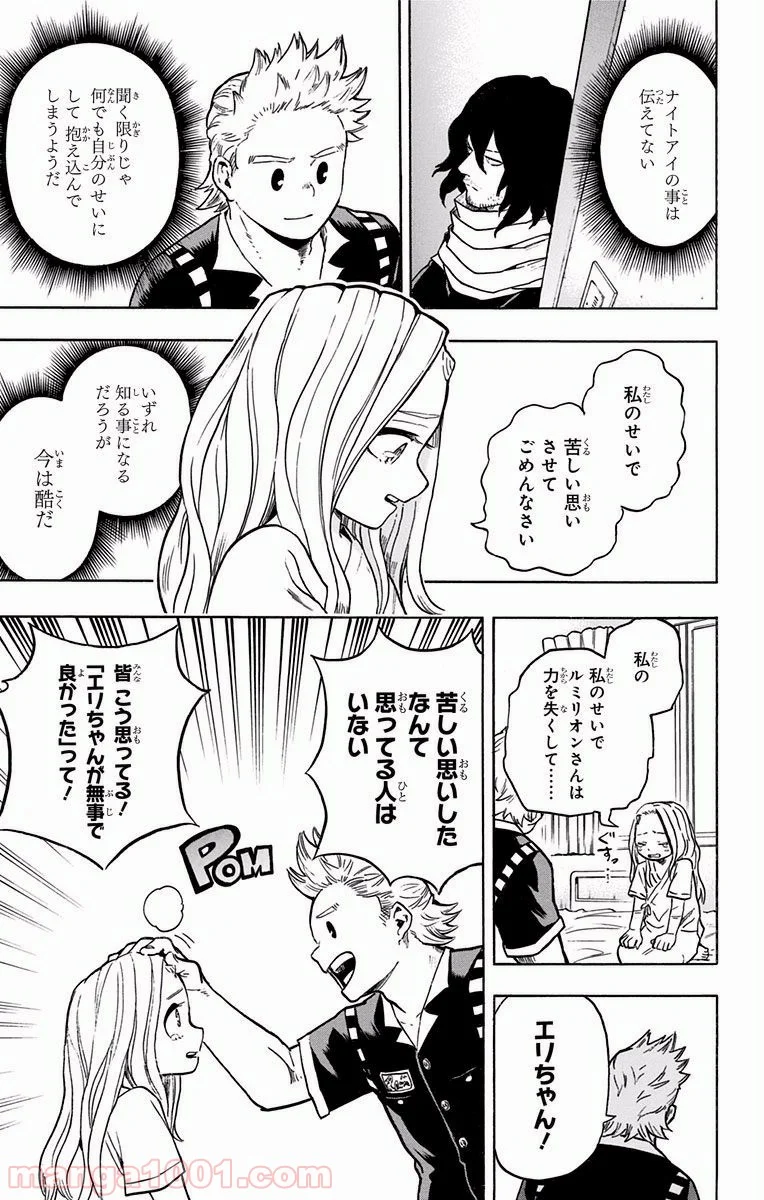 ナイトアイの事は
伝えてない
聞く限りじゃ
何でも自分のせいに
して 抱え込んで
しまうようだ
私のせいで
苦しい思い
させて
ごめんなさい
いずれ
知る事になる
だろうが
今は酷だ
私の
私のせいで
ルミリオンさんは
力を失くして……
ぐすっ…
エリちゃん!
苦しい思いした
なんて
思ってる人は
いない
POM
皆 こう思ってる!
「エリちゃんが無事で
良かった」って!
manga1001.com